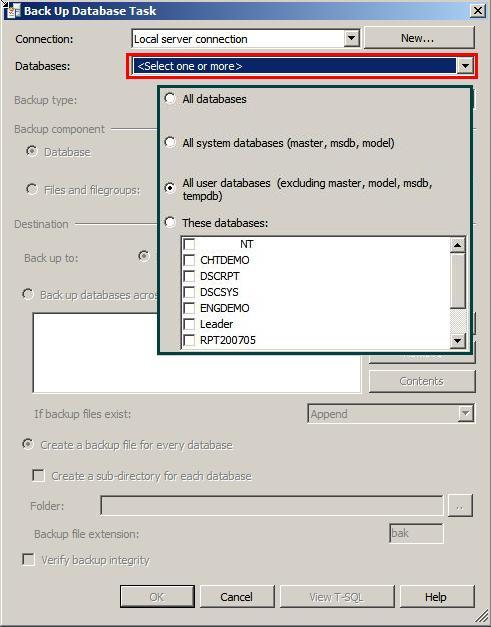 Back Up Database Task
Connection:
Local server connection
New...
Databases:
<Select one or more>
Backup type:
All databases
Backup component
All system databases (master, msdb, model)
Database
All user databases (excluding master, model, msdb,
tempdb)
Files and filegroups:
These databases:
Destination
NT
Back up to:
CHTDEMO
DSCRPT
Back up databases acros
DSCSYS
ENGDEMO
Leader
RPT200705
Contents
If backup files exist:
Append
Create a backup file for every database
Create a sub-directory for each database
Folder:
..
Backup file extension:
bak
Verify backup integrity
OK
Cancel
View T-SQL
Help